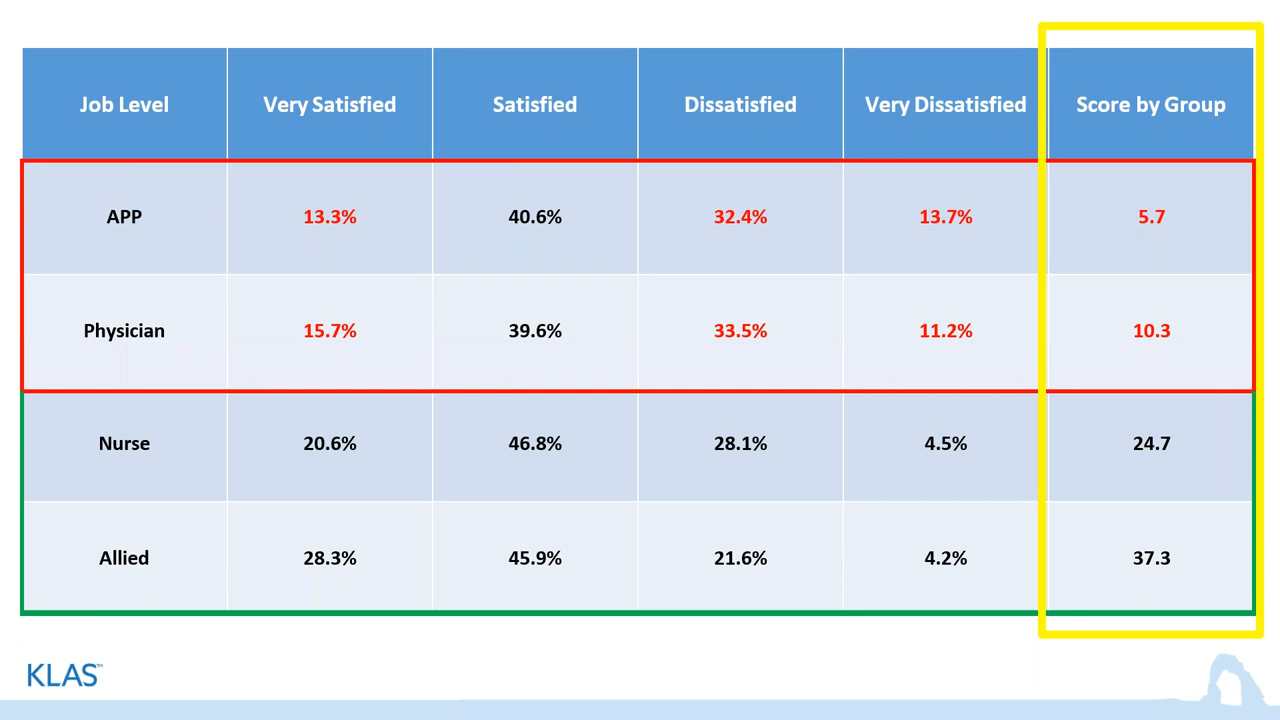 Job Level Very Satisfied Satisfied Dissatisfied Very Dissatisfied Score by Group
APP 13.3% 40.6% 32.4% 13.7% 5.7
Physician 15.7% 39.6% 33.5% 11.2% 10.3
Nurse 20.6% 46.8% 28.1% 4.5% 24.7
Allied 28.3% 45.9% 21.6% 4.2% 37.3
KLAS™